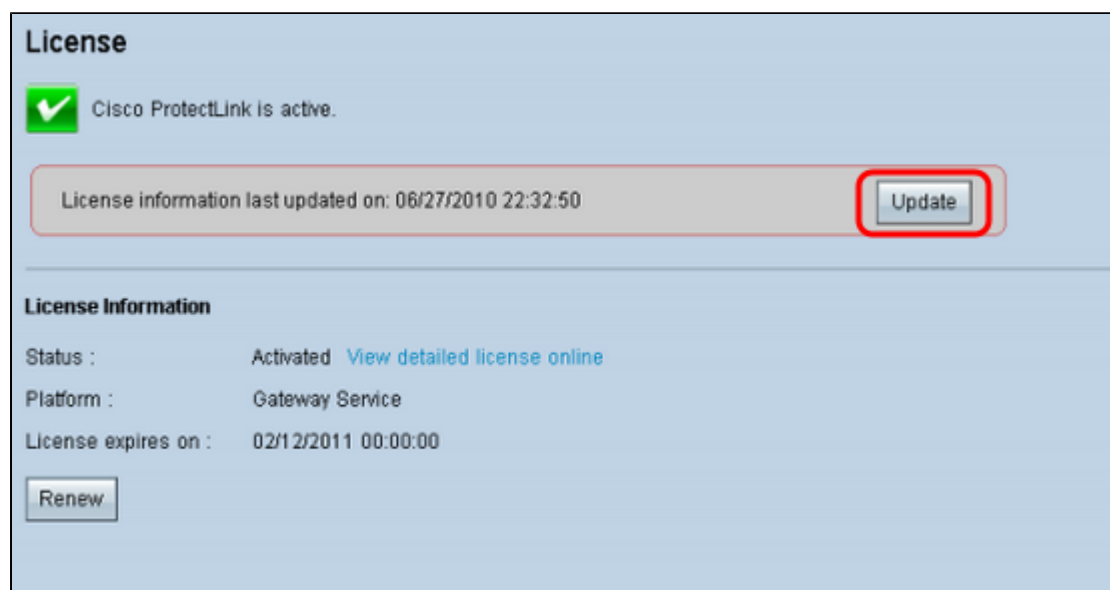 License
Cisco ProtectLink is active.
License information last updated on: 06/27/2010 22:32:50
Update
License Information
Status : Activated View detailed license online
Platform : Gateway Service
License expires on : 02/12/2011 00:00:00
Renew